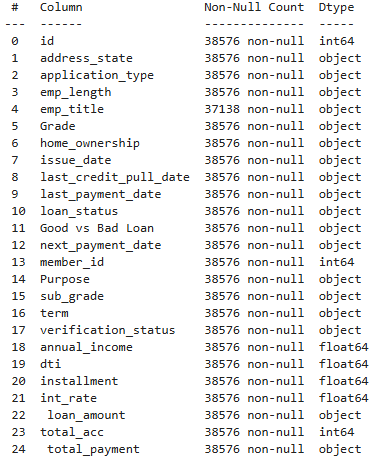 #   Column                 Non-Null Count  Dtype
---  ------                 --------------  -----
 0   id                     38576 non-null  int64
 1   address_state          38576 non-null  object
 2   application_type       38576 non-null  object
 3   emp_length             38576 non-null  object
 4   emp_title              37138 non-null  object
 5   Grade                  38576 non-null  object
 6   home_ownership         38576 non-null  object
 7   issue_date             38576 non-null  object
 8   last_credit_pull_date  38576 non-null  object
 9   last_payment_date      38576 non-null  object
 10  loan_status            38576 non-null  object
 11  Good vs Bad Loan       38576 non-null  object
 12  next_payment_date      38576 non-null  object
 13  member_id              38576 non-null  int64
 14  Purpose                38576 non-null  object
 15  sub_grade              38576 non-null  object
 16  term                   38576 non-null  object
 17  verification_status    38576 non-null  object
 18  annual_income          38576 non-null  float64
 19  dti                    38576 non-null  float64
 20  installment            38576 non-null  float64
 21  int_rate               38576 non-null  float64
 22   loan_amount           38576 non-null  object
 23  total_acc              38576 non-null  int64
 24   total_payment         38576 non-null  object